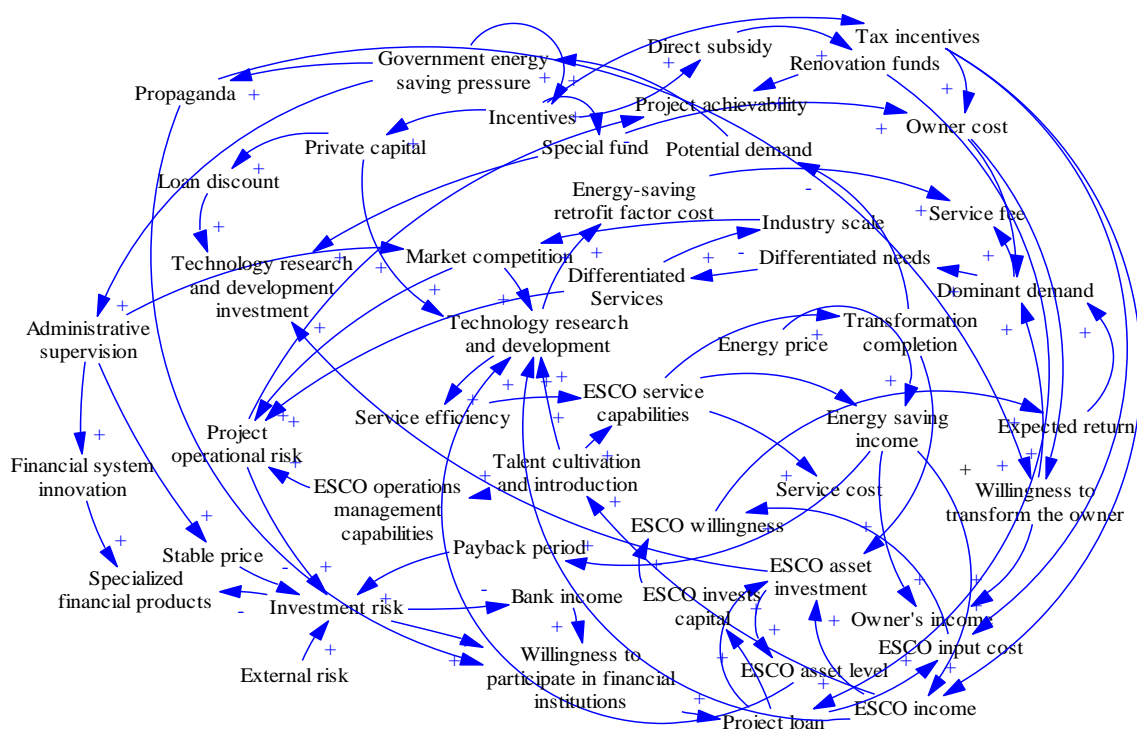 Tax incentives
Direct subsidy
Government energy
saving pressure
Renovation funds
Propaganda
Project achievability
Incentives
Owner cost
Private capital
Special fund
Potential demand
Loan discount
Energy-saving
retrofit factor cost
Service fee
Industry scale
Technology research
and development
investment
Market competition
Differentiated needs
Differentiated
Services
Dominant demand
Administrative
supervision
Technology research
and development
Transformation
completion
Energy price
ESCO service
capabilities
Service efficiency
Energy saving
income
Expected return
Project
operational risk
Talent cultivation
and introduction
Financial system
innovation
ESCO operations
management
capabilities
Service cost
Willingness to
transform the owner
ESCO willingness
Stable price
Payback period
Specialized
financial products
ESCO asset
investment
Investment risk
Bank income
ESCO invests
capital
Owner's income
ESCO input cost
Willingness to
participate in financial
institutions
External risk
ESCO asset level
ESCO income
Project loan